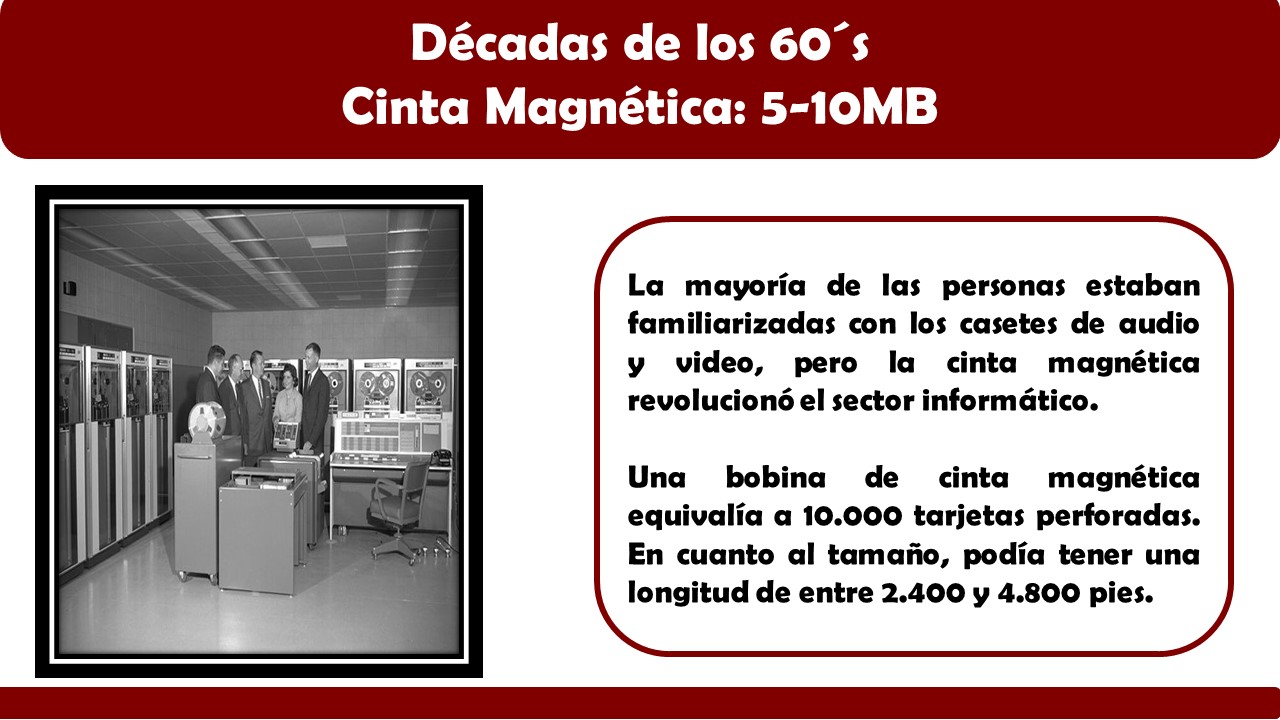 Décadas de los 60´s
Cinta Magnética: 5-10MB
La mayoría de las personas estaban
familiarizadas con los casetes de audio
y video, pero la cinta magnética
revolucionó el sector informático.
Una bobina de cinta magnética
equivalía a 10.000 tarjetas perforadas.
En cuanto al tamaño, podía tener una
longitud de entre 2.400 y 4.800 pies.